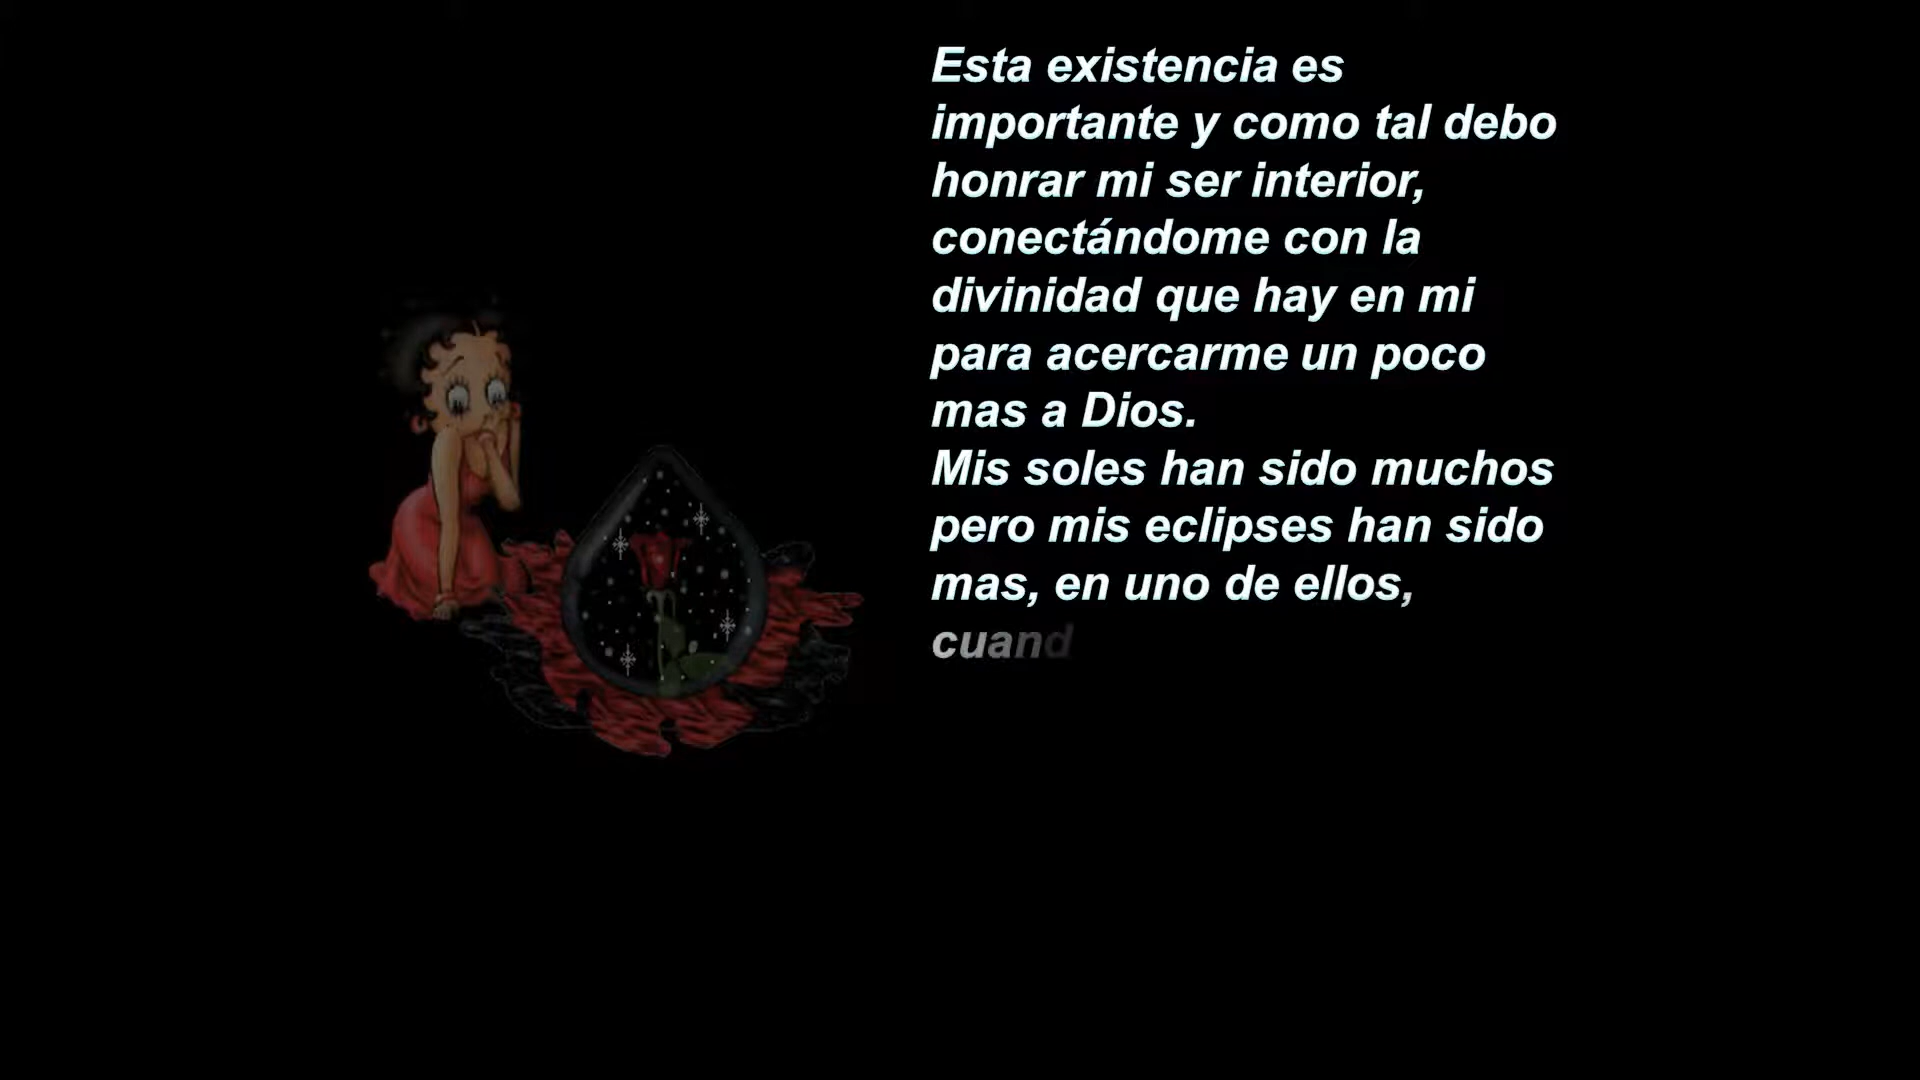 Esta existencia es
importante y como tal debo
honrar mi ser interior,
conectándome con la
divinidad que hay en mi
para acercarme un poco
mas a Dios.
Mis soles han sido muchos
pero mis eclipses han sido
mas, en uno de ellos,
cuand